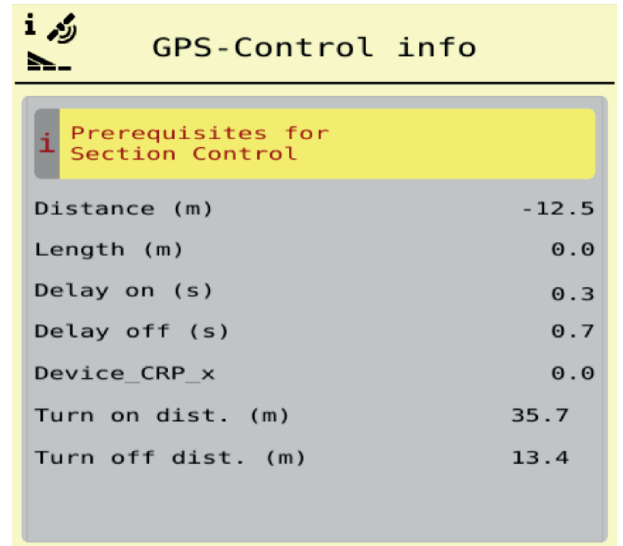 i
GPS-Control info
i
Prerequisites for
Section Control
Distance (m) -12.5
Length (m) 0.0
Delay on (s) 0.3
Delay off (s) 0.7
Device_CRP_x 0.0
Turn on dist. (m) 35.7
Turn off dist. (m) 13.4